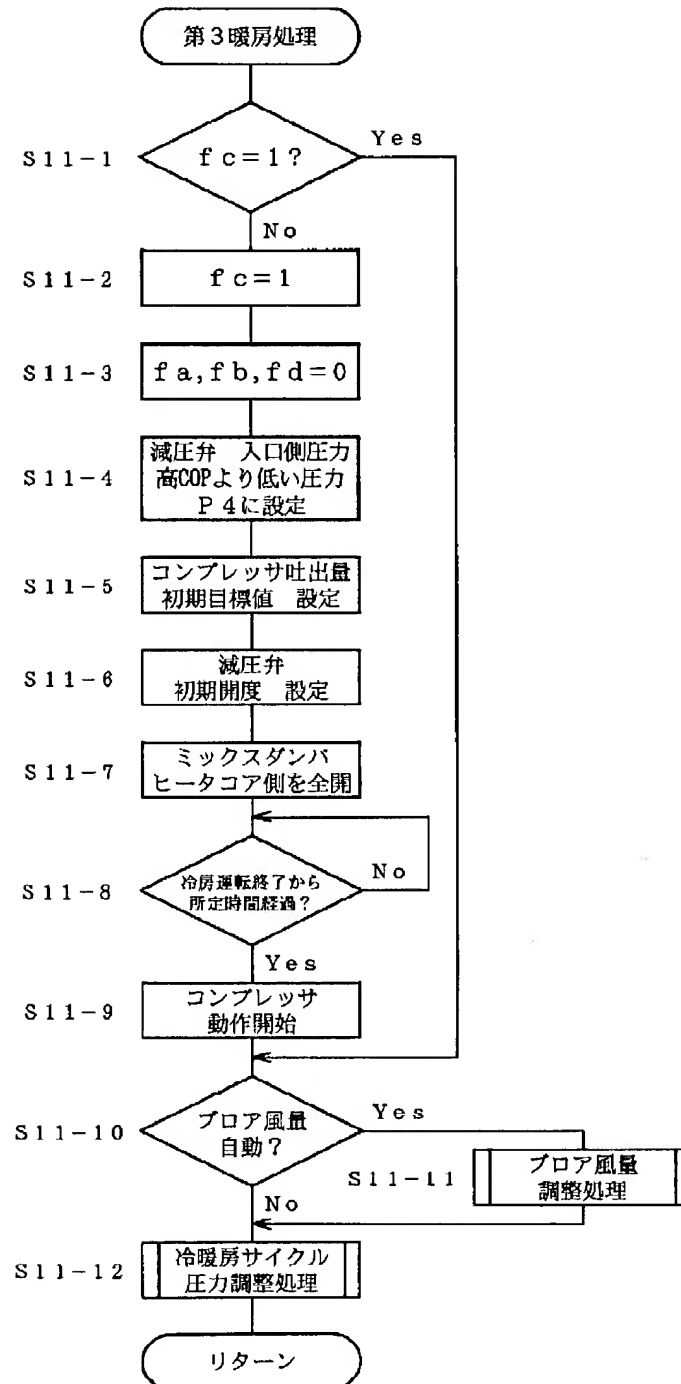 第3暖房処理
S11-1
fc=1?
Yes
No
S11-2
fc=1
S11-3
fa,fb,fd=0
S11-4
減圧弁 入口側圧力
高COPより低い圧力
P4に設定
S11-5
コンプレッサ吐出量
初期目標値 設定
S11-6
減圧弁
初期開度 設定
S11-7
ミックスダンパ
ヒータコア側を全開
S11-8
冷房運転終了から
所定時間経過?
No
Yes
S11-9
コンプレッサ
動作開始
S11-10
ブロア風量
自動?
Yes
S11-11
ブロア風量
調整処理
No
S11-12
冷暖房サイクル
圧力調整処理
リターン